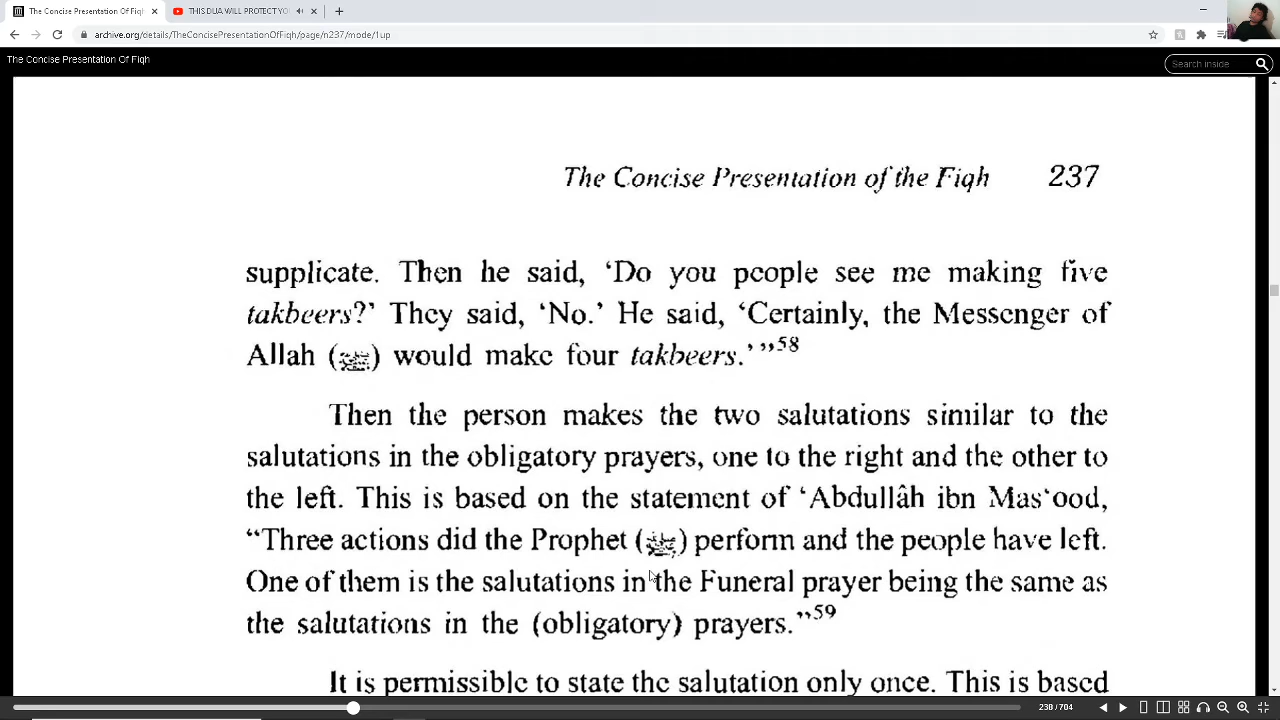 The Concise Presentation Of Fiqh
THIS DUA WILL PROTECT YO
archive.org/details/TheConcisePresentationOfFiqh/page/n237/mode/1up
The Concise Presentation Of Fiqh
Search inside
The Concise Presentation of the Fiqh 237
supplicate. Then he said, ‘Do you people see me making five
takbeers?’ They said, ‘No.’ He said, ‘Certainly, the Messenger of
Allah (ﷺ) would make four takbeers.’”58
Then the person makes the two salutations similar to the
salutations in the obligatory prayers, one to the right and the other to
the left. This is based on the statement of ‘Abdullâh ibn Mas‘ood,
“Three actions did the Prophet (ﷺ) perform and the people have left.
One of them is the salutations in the Funeral prayer being the same as
the salutations in the (obligatory) prayers.”59
It is permissible to state the salutation only once. This is based
238 / 704